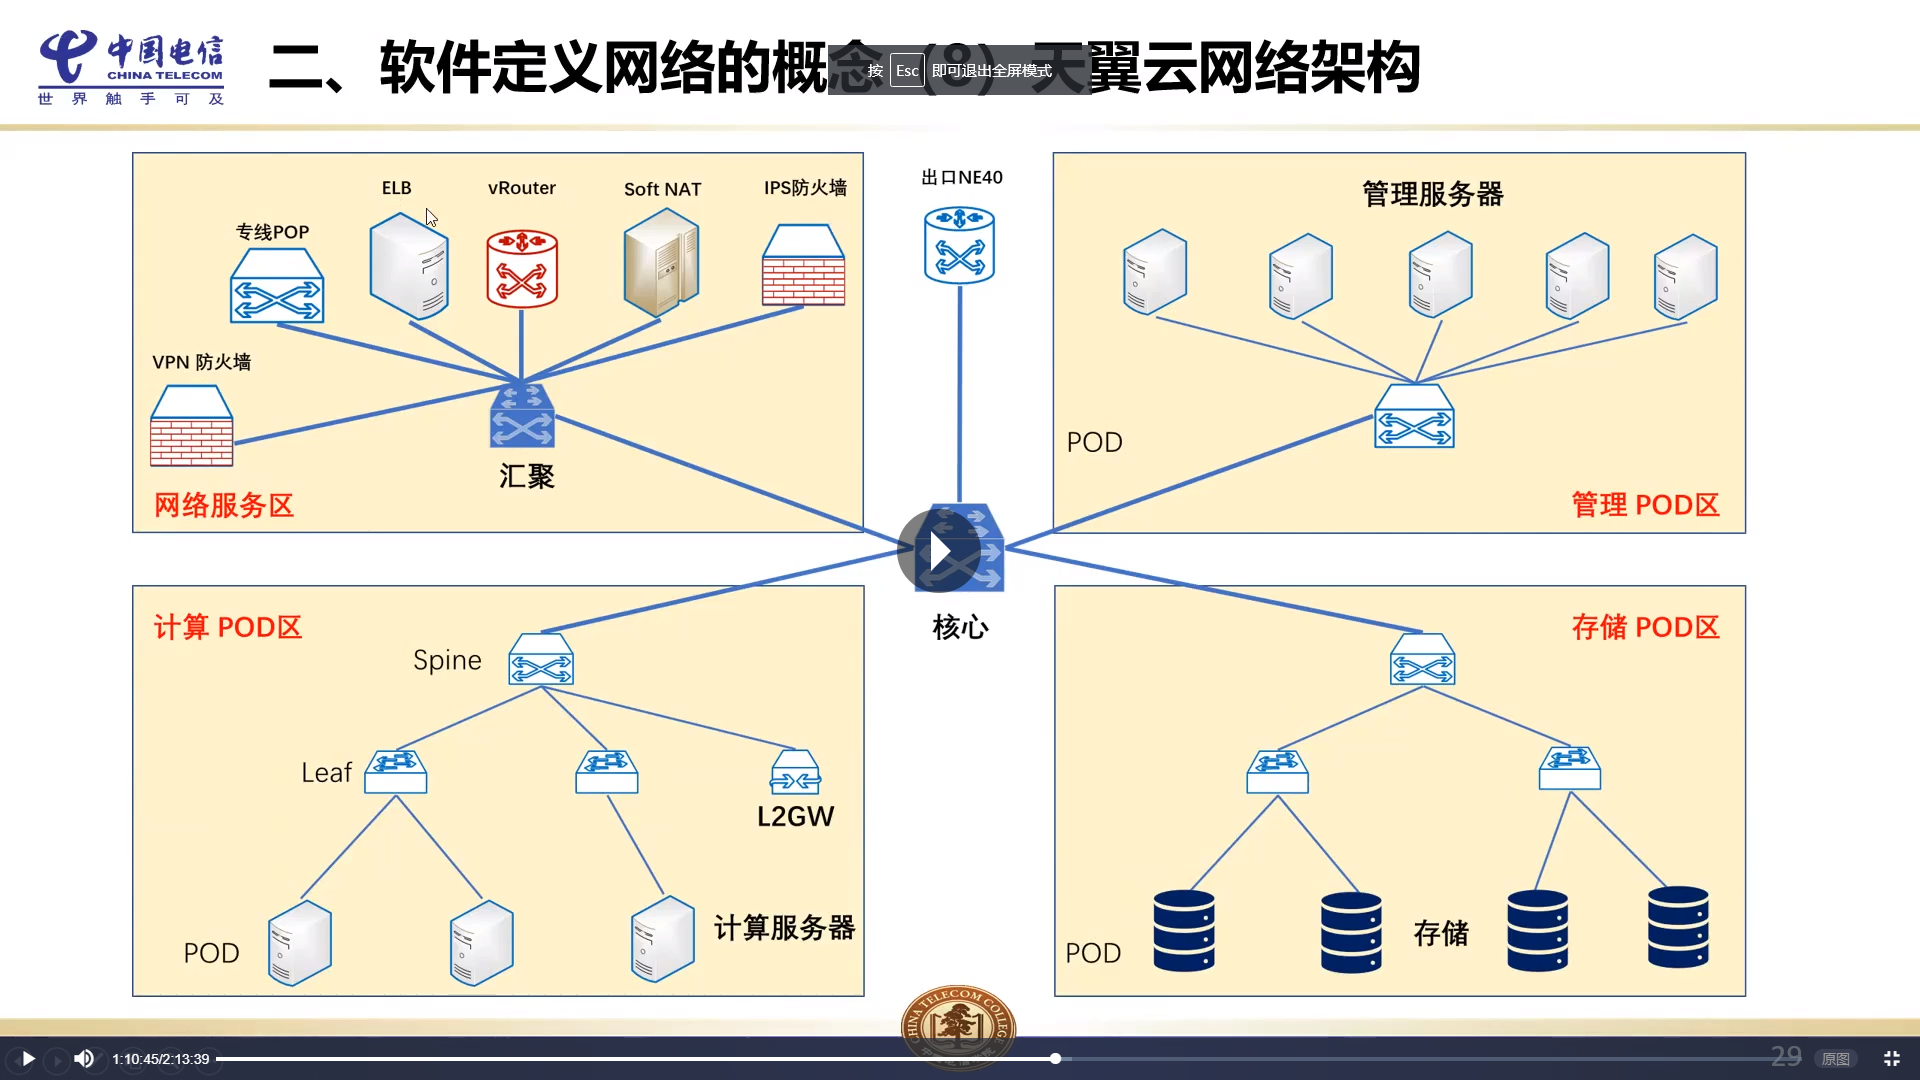 中国电信
CHINA TELECOM
世界触手可及
二、软件定义网络的概念（8）天翼云网络架构
按 Esc 即可退出全屏模式
ELB
vRouter
Soft NAT
IPS防火墙
专线POP
VPN 防火墙
汇聚
网络服务区
出口NE40
管理服务器
POD
管理 POD区
核心
计算 POD区
Spine
Leaf
L2GW
POD
计算服务器
存储 POD区
POD
存储
CHINA TELECOM COLLEGE
1:10:45/2:13:39
29
原图